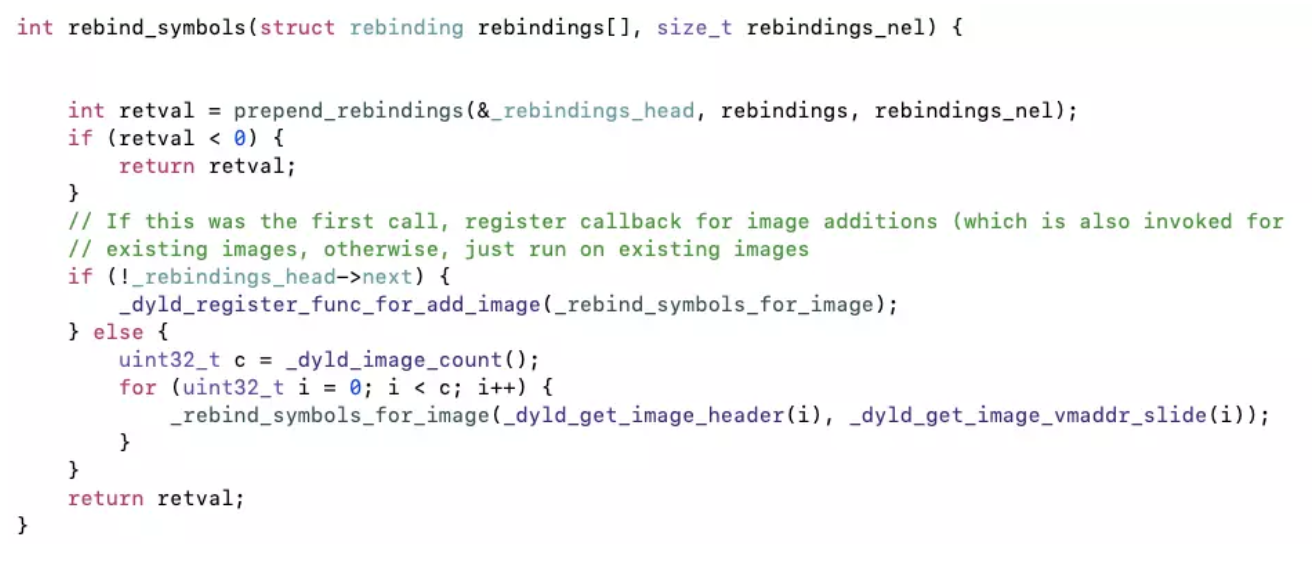 int rebind_symbols(struct rebinding rebindings[], size_t rebindings_nel) {
int retval = prepend_rebindings(&_rebindings_head, rebindings, rebindings_nel);
if (retval < 0) {
return retval;
}
// If this was the first call, register callback for image additions (which is also invoked for
// existing images, otherwise, just run on existing images
if (!_rebindings_head->next) {
_dyld_register_func_for_add_image(_rebind_symbols_for_image);
} else {
uint32_t c = _dyld_image_count();
for (uint32_t i = 0; i < c; i++) {
_rebind_symbols_for_image(_dyld_get_image_header(i), _dyld_get_image_vmaddr_slide(i));
}
}
return retval;
}